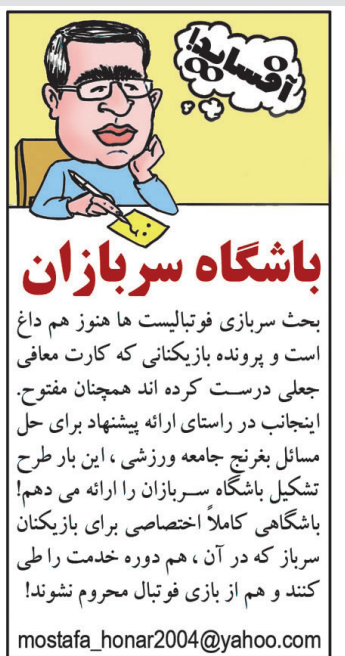 آفساید!
باشگاه سربازان
بحث سربازی فوتبالیست ها هنوز هم داغ
است و پرونده بازیکنانی که کارت معافی
جعلی درست کرده اند همچنان مفتوح.
اینجانب در راستای ارائه پیشنهاد برای حل
مسائل بغرنج جامعه ورزشی ، این بار طرح
تشکیل باشگاه سربازان را ارائه می دهم!
باشگاهی کاملاً اختصاصی برای بازیکنان
سرباز که در آن ، هم دوره خدمت را طی
کنند و هم از بازی فوتبال محروم نشوند!
mostafa_honar2004@yahoo.com